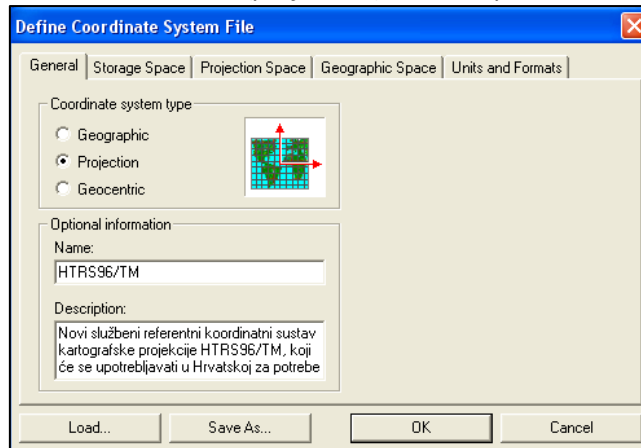 Define Coordinate System File
General Storage Space Projection Space Geographic Space Units and Formats
Coordinate system type
Geographic
Projection
Geocentric
Optional information
Name:
HTRS96/TM
Description:
Novi službeni referentni koordinatni sustav
kartografske projekcije HTRS96/TM, koji
će se upotrebljavati u Hrvatskoj za potrebe
Load... Save As... OK Cancel